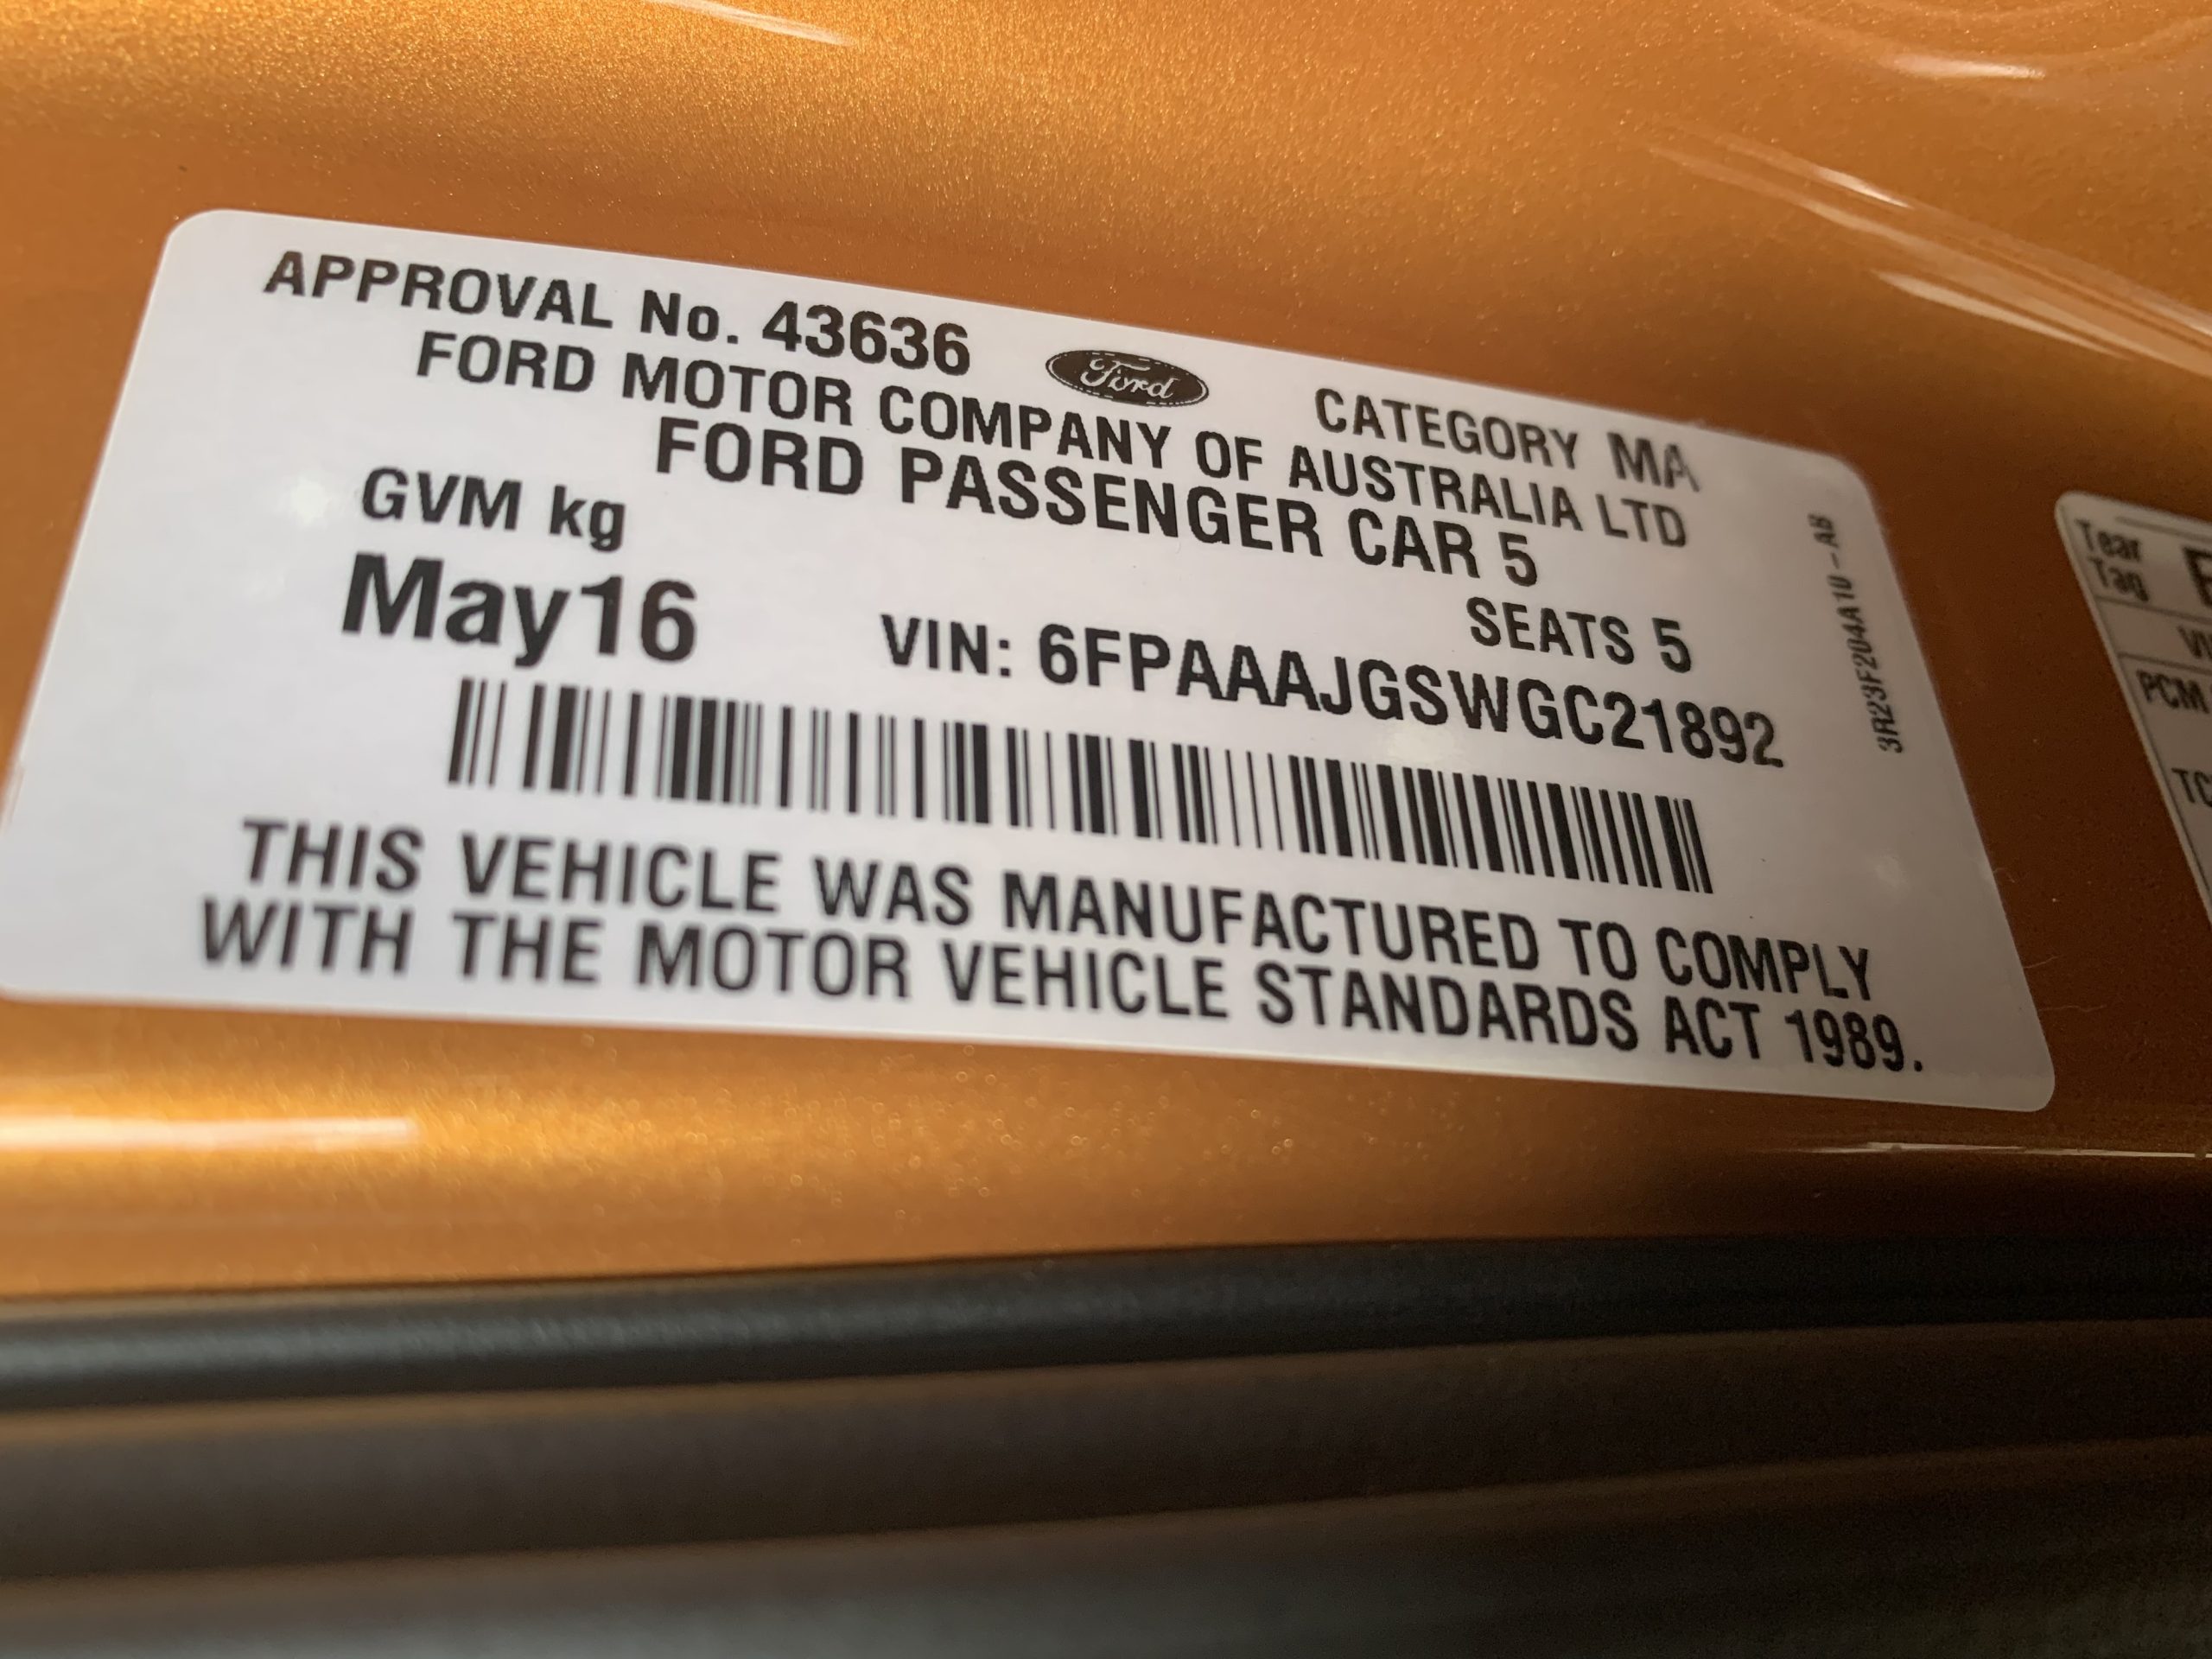 APPROVAL No. 43636 Ford CATEGORY MA
FORD MOTOR COMPANY OF AUSTRALIA LTD
FORD PASSENGER CAR 5
GVM kg SEATS 5
May16 VIN: 6FPAAAJGSWGC21892
THIS VEHICLE WAS MANUFACTURED TO COMPLY
WITH THE MOTOR VEHICLE STANDARDS ACT 1989.
3R23F204A10-AB
Tear
Tag
PCM